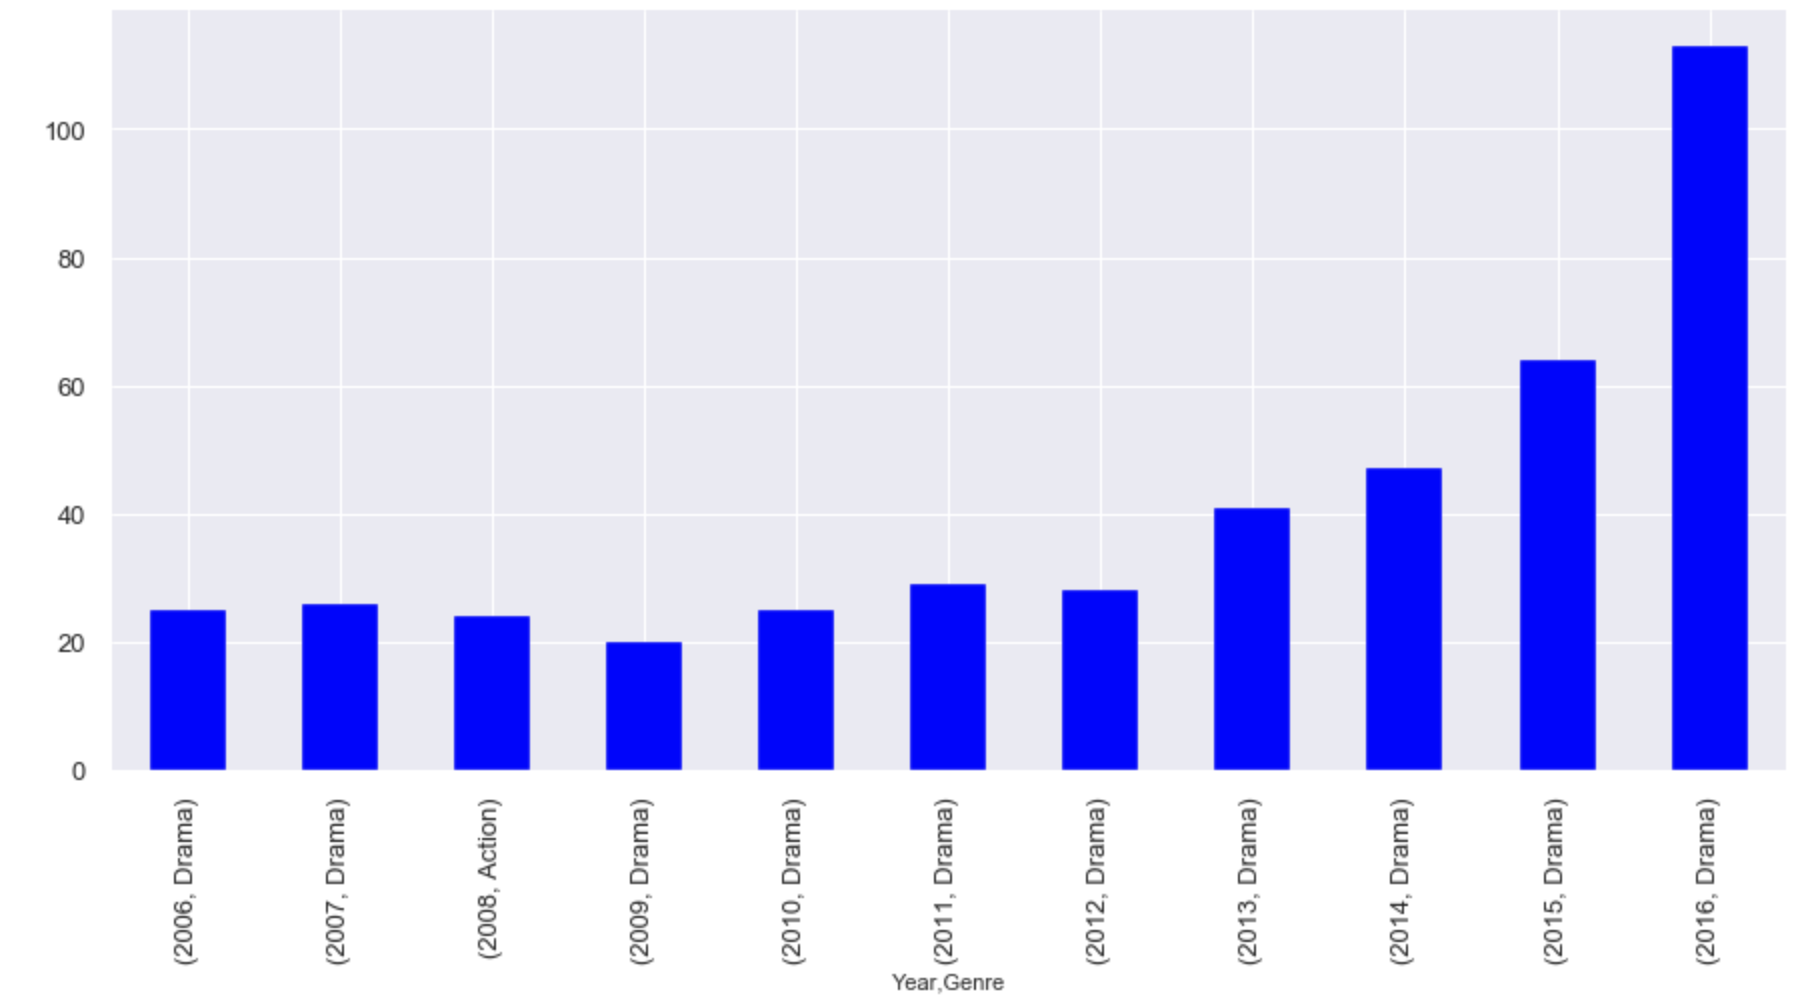 100
80
60
40
20
0
(2006, Drama)
(2007, Drama)
(2008, Action)
(2009, Drama)
(2010, Drama)
(2011, Drama)
(2012, Drama)
(2013, Drama)
(2014, Drama)
(2015, Drama)
(2016, Drama)
Year,Genre